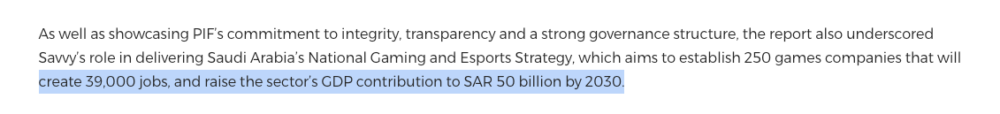 As well as showcasing PIF’s commitment to integrity, transparency and a strong governance structure, the report also underscored
Savvy’s role in delivering Saudi Arabia’s National Gaming and Esports Strategy, which aims to establish 250 games companies that will
create 39,000 jobs, and raise the sector’s GDP contribution to SAR 50 billion by 2030.